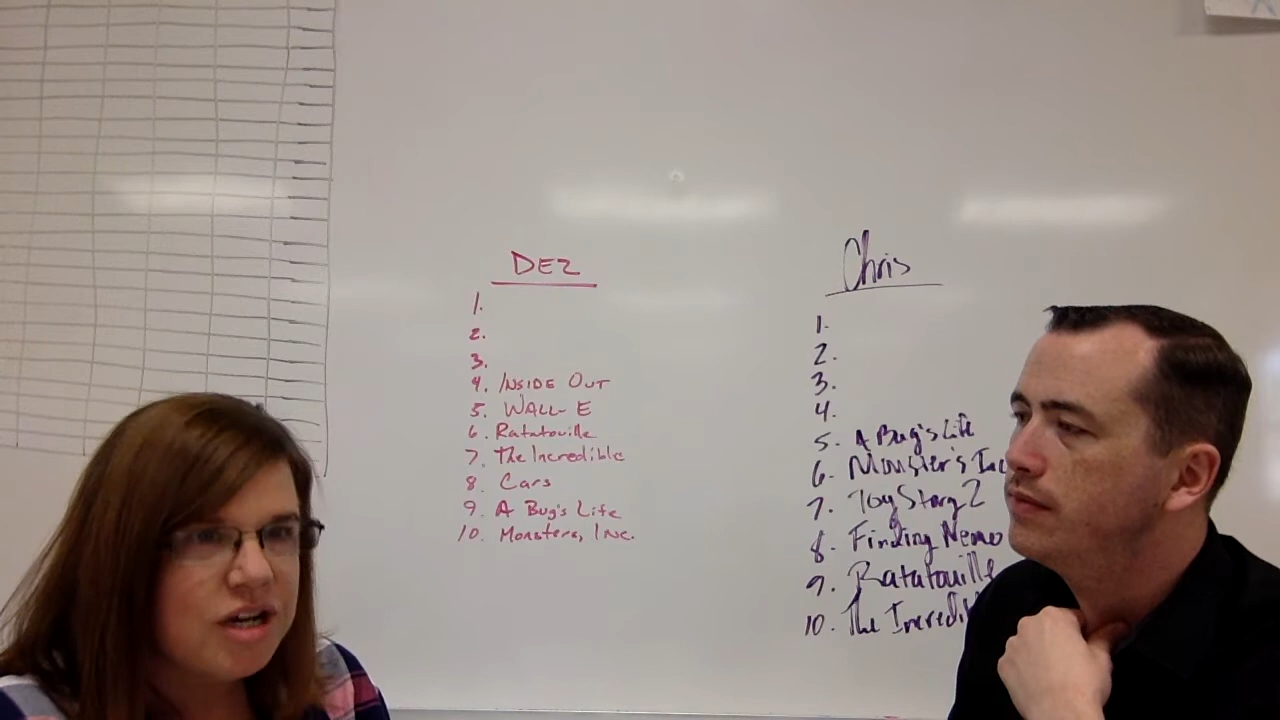 DEZ
1.
2.
3.
4. INSIDE OUT
5. WALL-E
6. Ratatouille
7. The Incredible
8. Cars
9. A Bug's Life
10. Monsters, Inc.
Chris
1.
2.
3.
4.
5. A Bug's Life
6. Monster's Inc
7. Toy Story 2
8. Finding Nemo
9. Ratatouille
10. The Incredi